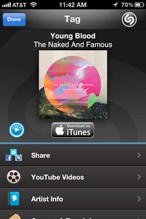 AT&T
11:42 AM
70%
Done
Tag
Young Blood
The Naked And Famous
iTunes
Share
YouTube Videos
Artist Info